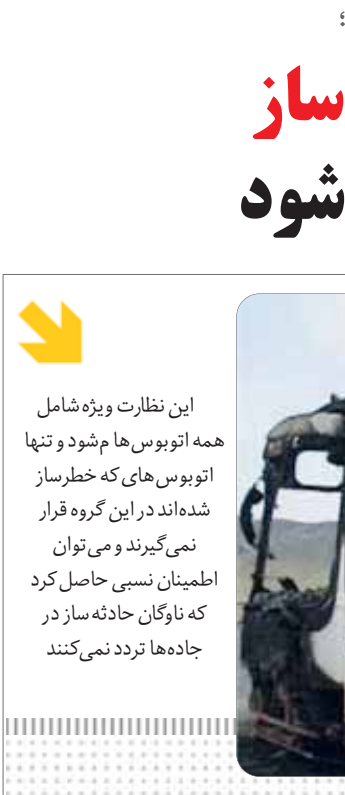 ؛
ساز
شود
این نظارت ویژه شامل
همه اتوبوس‌ها م‌شود و تنها
اتوبوس‌های که خطرساز
شده‌اند در این گروه قرار
نمی‌گیرند و می‌توان
اطمینان نسبی حاصل کرد
که ناوگان حادثه ساز در
جاده‌ها تردد نمی‌کنند